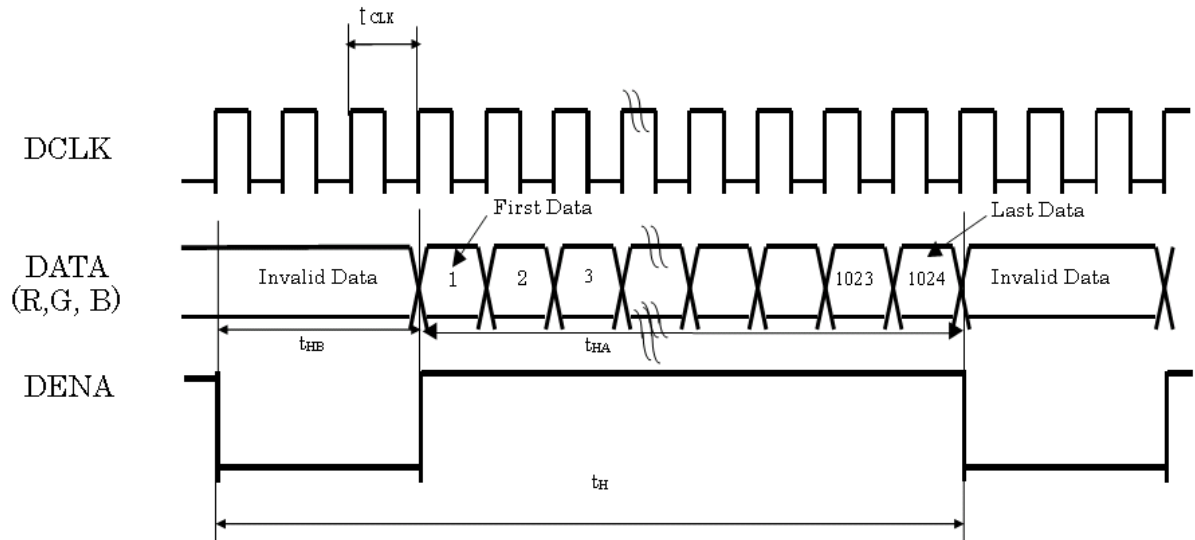 t CLK
DCLK
First Data
Last Data
DATA
(R,G, B)
Invalid Data
1
2
3
1023
1024
Invalid Data
tHB
tHA
DENA
tH